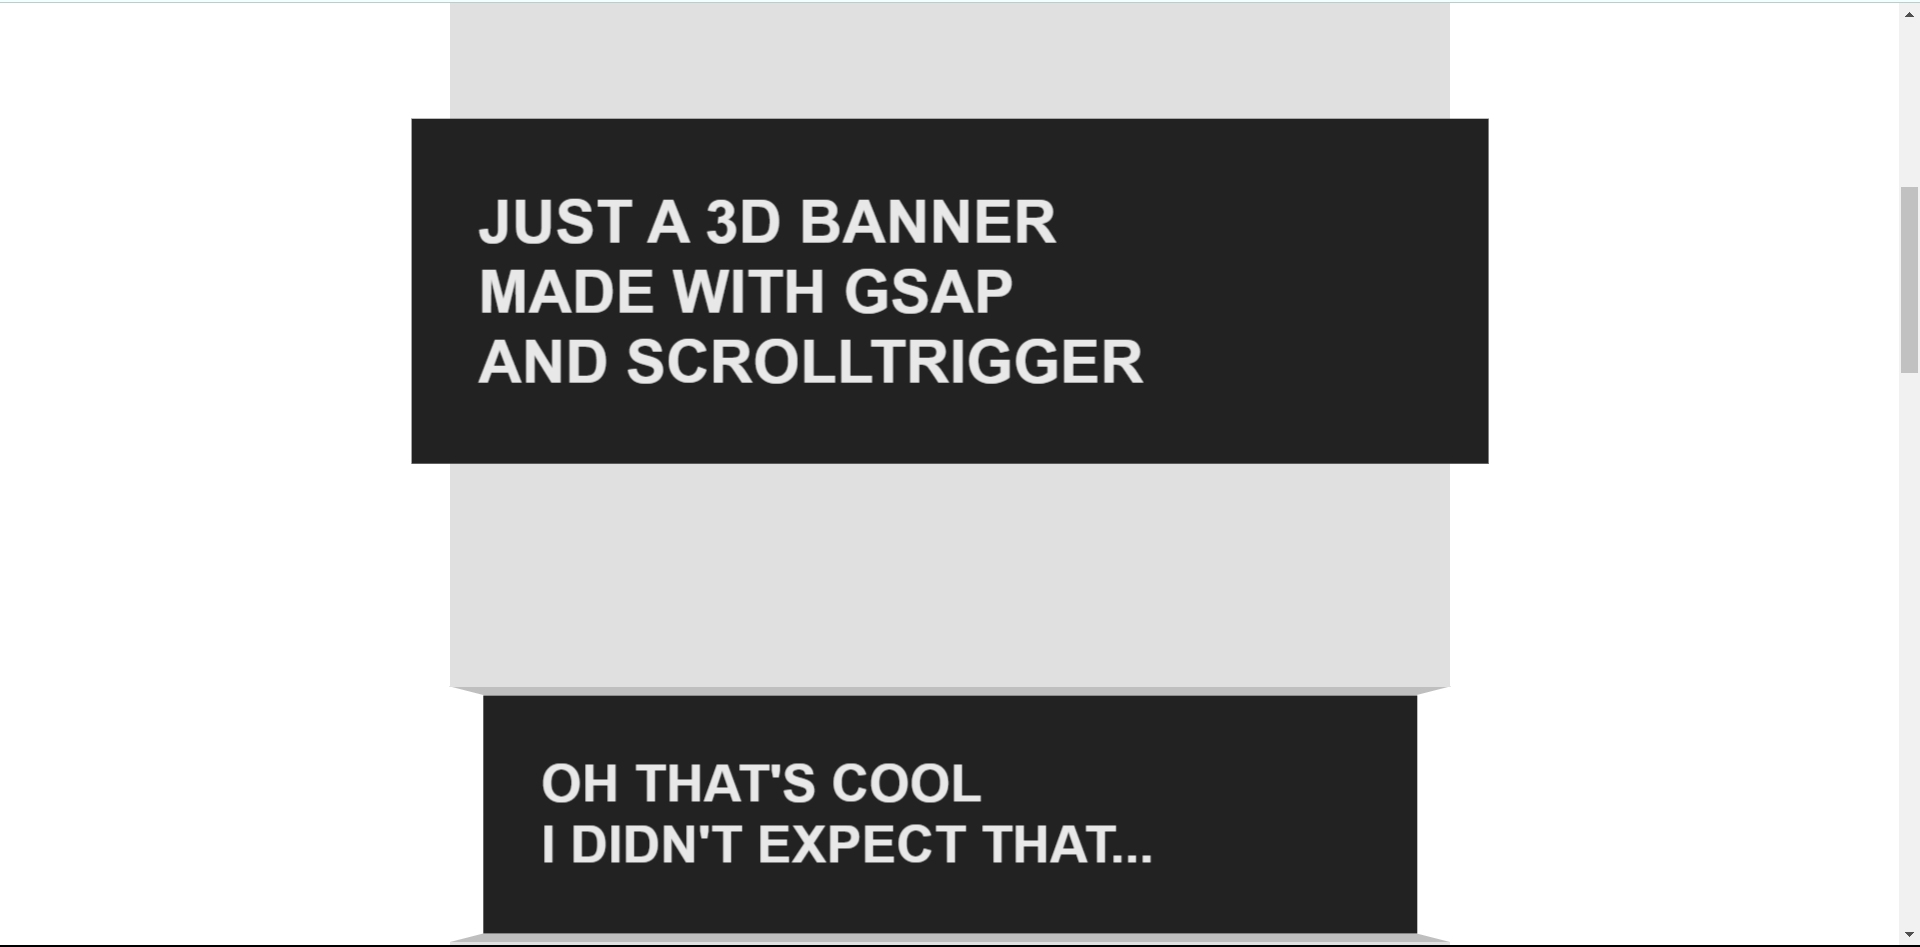 JUST A 3D BANNER
MADE WITH GSAP
AND SCROLLTRIGGER
OH THAT'S COOL
I DIDN'T EXPECT THAT...